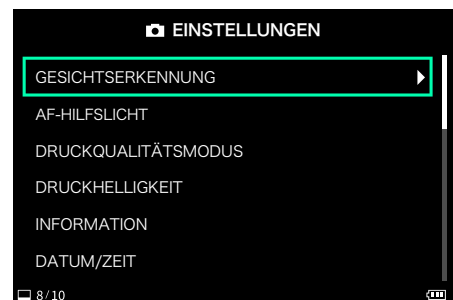 EINSTELLUNGEN
GESICHTSERKENNUNG
AF-HILFSLICHT
DRUCKQUALITÄTSMODUS
DRUCKHELLIGKEIT
INFORMATION
DATUM/ZEIT
8/10